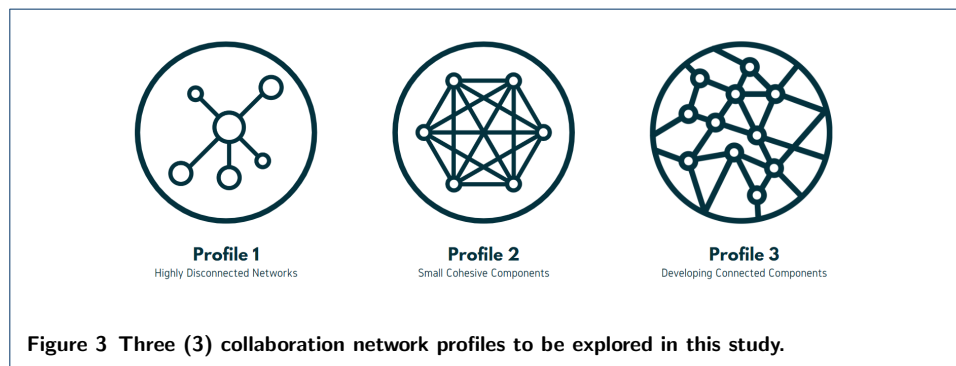 Profile 1
Highly Disconnected Networks
Profile 2
Small Cohesive Components
Profile 3
Developing Connected Components
Figure 3 Three (3) collaboration network profiles to be explored in this study.